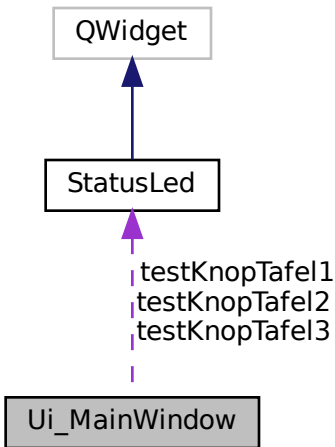 QWidget
StatusLed
testKnopTafel1
testKnopTafel2
testKnopTafel3
Ui_MainWindow